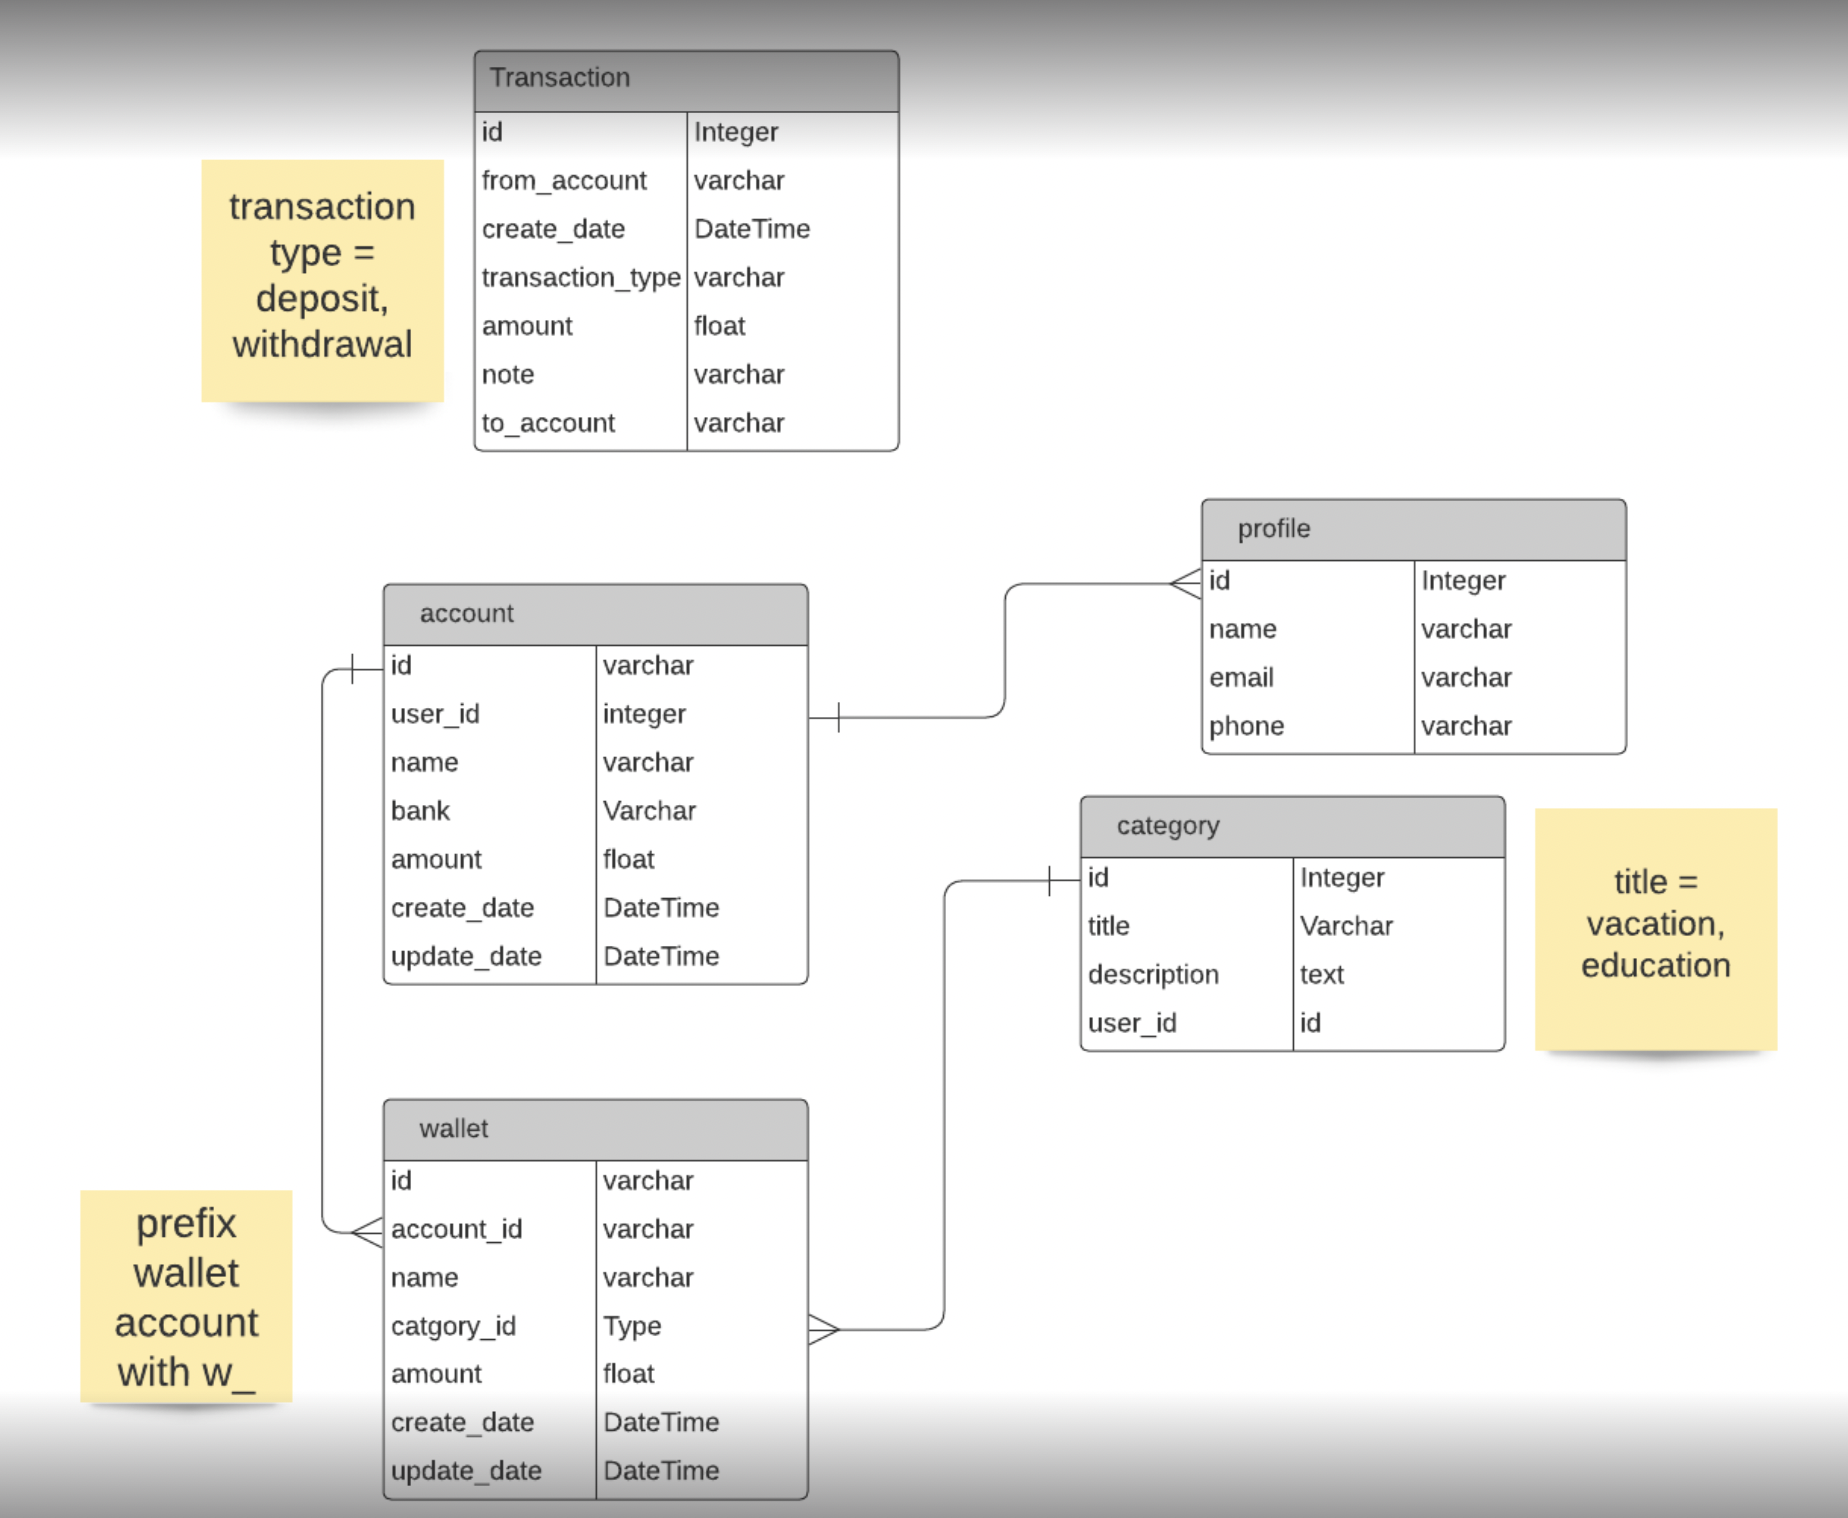 Transaction
id Integer
from_account varchar
create_date DateTime
transaction_type varchar
amount float
note varchar
to_account varchar
transaction
type =
deposit,
withdrawal
profile
id Integer
name varchar
email varchar
phone varchar
account
id varchar
user_id integer
name varchar
bank Varchar
amount float
create_date DateTime
update_date DateTime
category
id Integer
title Varchar
description text
user_id id
title =
vacation,
education
wallet
id varchar
account_id varchar
name varchar
catgory_id Type
amount float
create_date DateTime
update_date DateTime
prefix
wallet
account
with w_